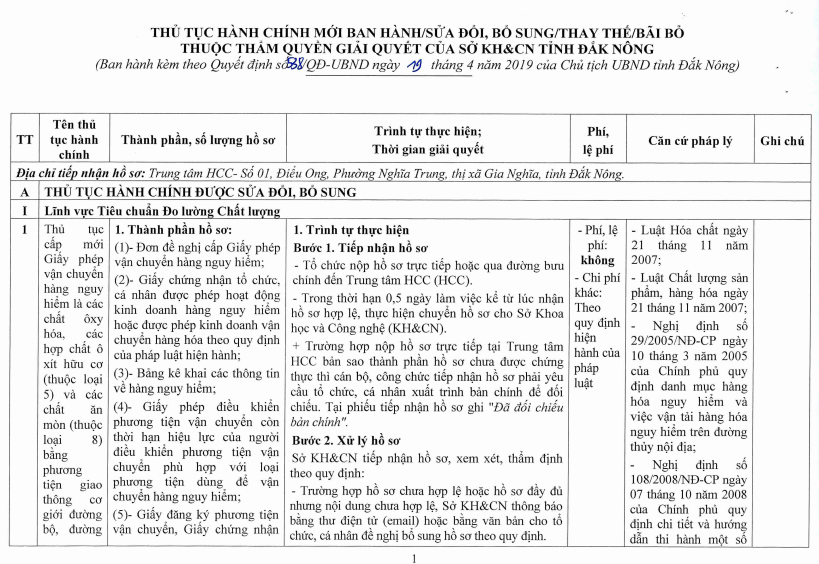 THỦ TỤC HÀNH CHÍNH MỚI BAN HÀNH/SỬA ĐỔI, BỔ SUNG/THAY THẾ/BÃI BỎ
THUỘC THẨM QUYỀN GIẢI QUYẾT CỦA SỞ KH&CN TỈNH ĐẮK NÔNG
(Ban hành kèm theo Quyết định số 588/QĐ-UBND ngày 19 tháng 4 năm 2019 của Chủ tịch UBND tỉnh Đắk Nông)
TT
Tên thủ
tục hành
chính
Thành phần, số lượng hồ sơ
Trình tự thực hiện;
Thời gian giải quyết
Phí,
lệ phí
Căn cứ pháp lý
Ghi chú
Địa chỉ tiếp nhận hồ sơ: Trung tâm HCC- Số 01, Điểu Ong, Phường Nghĩa Trung, thị xã Gia Nghĩa, tỉnh Đắk Nông.
A THỦ TỤC HÀNH CHÍNH ĐƯỢC SỬA ĐỔI, BỔ SUNG
I Lĩnh vực Tiêu chuẩn Đo lường Chất lượng
1
Thủ tục
cấp mới
Giấy phép
vận chuyển
hàng nguy
hiểm là các
chất ôxy
hóa, các
hợp chất ô
xít hữu cơ
(thuộc loại
5) và các
chất ăn
mòn (thuộc
loại 8)
bằng
phương
tiện giao
thông cơ
giới đường
bộ, đường
1. Thành phần hồ sơ:
(1)- Đơn đề nghị cấp Giấy phép
vận chuyển hàng nguy hiểm;
(2)- Giấy chứng nhận tổ chức,
cá nhân được phép hoạt động
kinh doanh hàng nguy hiểm
hoặc được phép kinh doanh vận
chuyển hàng hóa theo quy định
của pháp luật hiện hành;
(3)- Bảng kê khai các thông tin
về hàng nguy hiểm;
(4)- Giấy phép điều khiển
phương tiện vận chuyển còn
thời hạn hiệu lực của người
điều khiển phương tiện vận
chuyển phù hợp với loại
phương tiện dùng để vận
chuyển hàng nguy hiểm;
(5)- Giấy đăng ký phương tiện
vận chuyển, Giấy chứng nhận
1. Trình tự thực hiện
Bước 1. Tiếp nhận hồ sơ
- Tổ chức nộp hồ sơ trực tiếp hoặc qua đường bưu
chính đến Trung tâm HCC (HCC).
- Trong thời hạn 0,5 ngày làm việc kể từ lúc nhận
hồ sơ hợp lệ, thực hiện chuyển hồ sơ cho Sở Khoa
học và Công nghệ (KH&CN).
+ Trường hợp nộp hồ sơ trực tiếp tại Trung tâm
HCC bản sao thành phần hồ sơ chưa được chứng
thực thì cán bộ, công chức tiếp nhận hồ sơ phải yêu
cầu tổ chức, cá nhân xuất trình bản chính để đối
chiếu. Tại phiếu tiếp nhận hồ sơ ghi "Đã đối chiếu
bản chính".
Bước 2. Xử lý hồ sơ
Sở KH&CN tiếp nhận hồ sơ, xem xét, thẩm định
theo quy định:
- Trường hợp hồ sơ chưa hợp lệ hoặc hồ sơ đầy đủ
nhưng nội dung chưa hợp lệ, Sở KH&CN thông báo
bằng thư điện tử (email) hoặc bằng văn bản cho tổ
chức, cá nhân đề nghị bổ sung hồ sơ theo quy định.
- Phí, lệ
phí:
không
- Chi phí
khác:
Theo
quy định
hiện
hành của
pháp
luật
- Luật Hóa chất ngày
21 tháng 11 năm
2007;
- Luật Chất lượng sản
phẩm, hàng hóa ngày
21 tháng 11 năm 2007;
- Nghị định số
29/2005/NĐ-CP ngày
10 tháng 3 năm 2005
của Chính phủ quy
định danh mục hàng
hóa nguy hiểm và
việc vận tải hàng hóa
nguy hiểm trên đường
thủy nội địa;
- Nghị định số
108/2008/NĐ-CP ngày
07 tháng 10 năm 2008
của Chính phủ quy
định chi tiết và hướng
dẫn thi hành một số
1